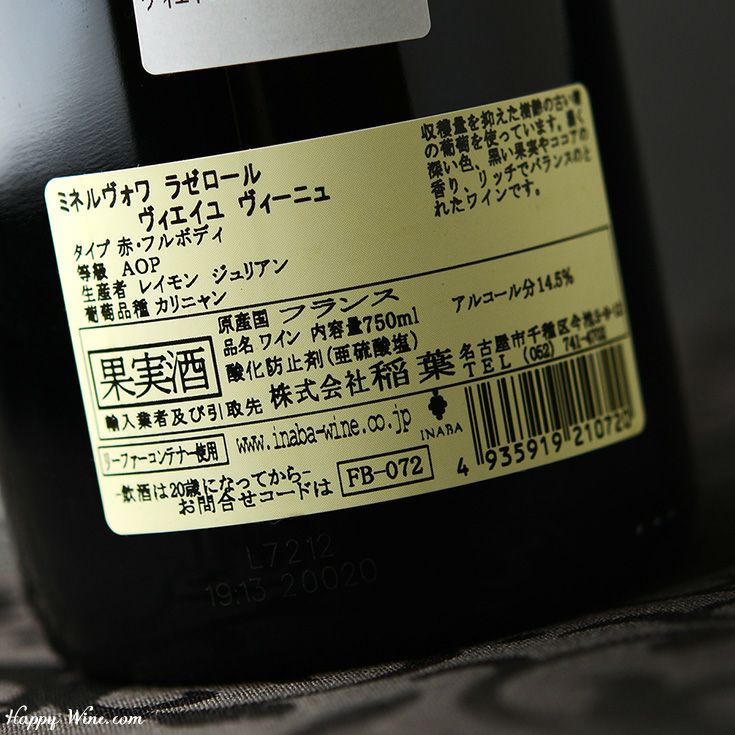 ミネルヴォワ ラゼロール
ヴィエイユ ヴィーニュ
タイプ 赤・フルボディ
等級 AOP
生産者 レイモン ジュリアン
葡萄品種 カリニャン
収穫量を抑えた樹齢の古い樹
の葡萄を使っています。濃く
深い色、黒い果実やココアの
香り、リッチでバランスのと
れたワインです。
果実酒
原産国 フランス
アルコール分14.5%
品名 ワイン 内容量750ml
酸化防止剤(亜硫酸塩)
輸入業者及び引取先 株式会社稲葉
名古屋市千種区今池
TEL (052) 741-4702
リーファーコンテナー使用
www.inaba-wine.co.jp
INABA
-飲酒は20歳になってから-
お問合せコードは FB-072
4 935919 210720
L7212
19:13 20020
Happy Wine.com